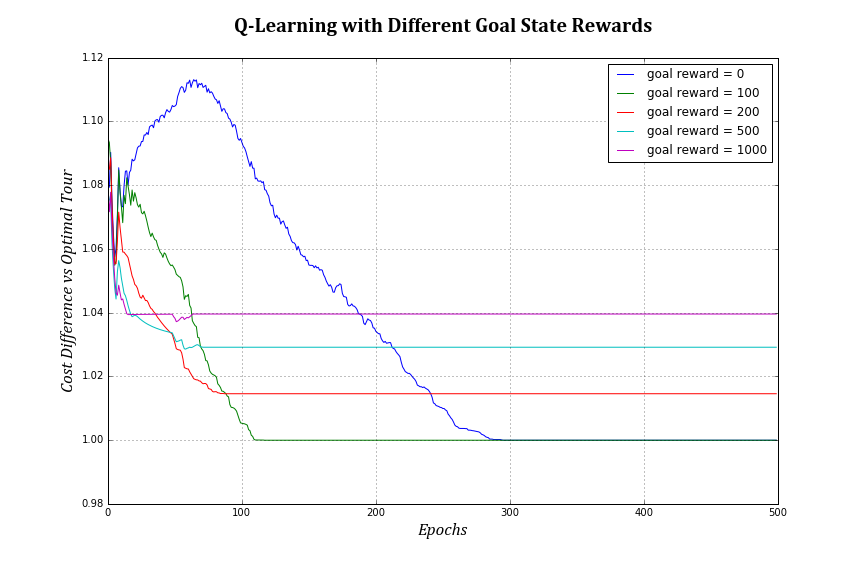 Q-Learning with Different Goal State Rewards
1.12
1.10
1.08
1.06
1.04
1.02
1.00
0.98
Cost Difference vs Optimal Tour
goal reward = 0
goal reward = 100
goal reward = 200
goal reward = 500
goal reward = 1000
0
100
200
300
400
500
Epochs